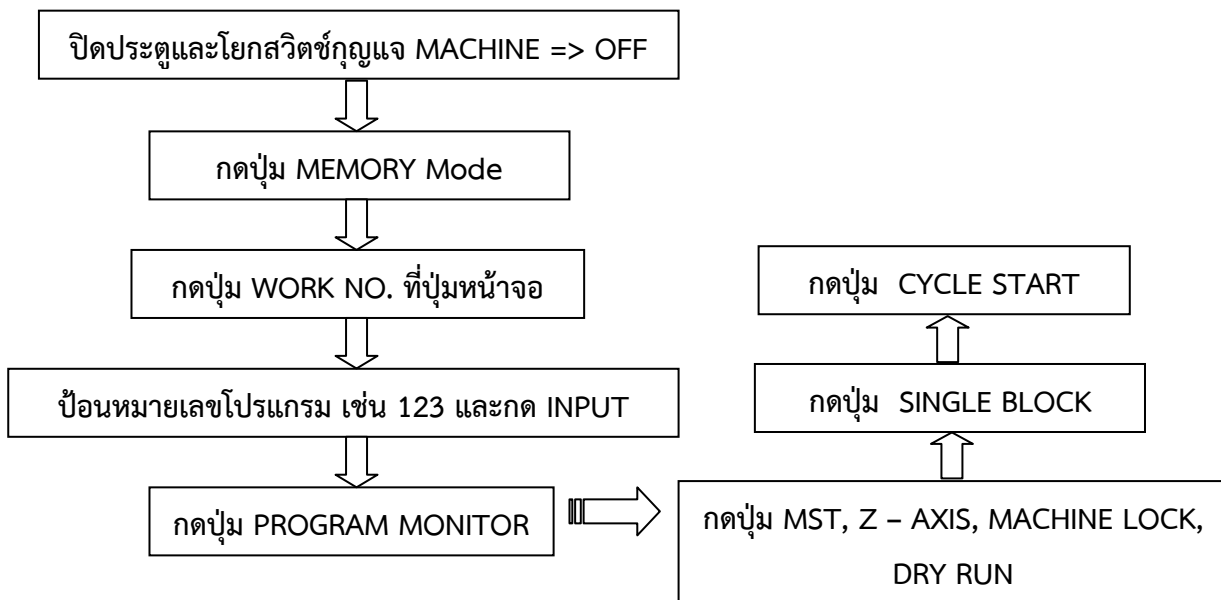 ปิดประตูและโยกสวิตช์กุญแจ MACHINE => OFF
กดปุ่ม MEMORY Mode
กดปุ่ม WORK NO. ที่ปุ่มหน้าจอ
ป้อนหมายเลขโปรแกรม เช่น 123 และกด INPUT
กดปุ่ม PROGRAM MONITOR
กดปุ่ม MST, Z – AXIS, MACHINE LOCK,
DRY RUN
กดปุ่ม SINGLE BLOCK
กดปุ่ม CYCLE START